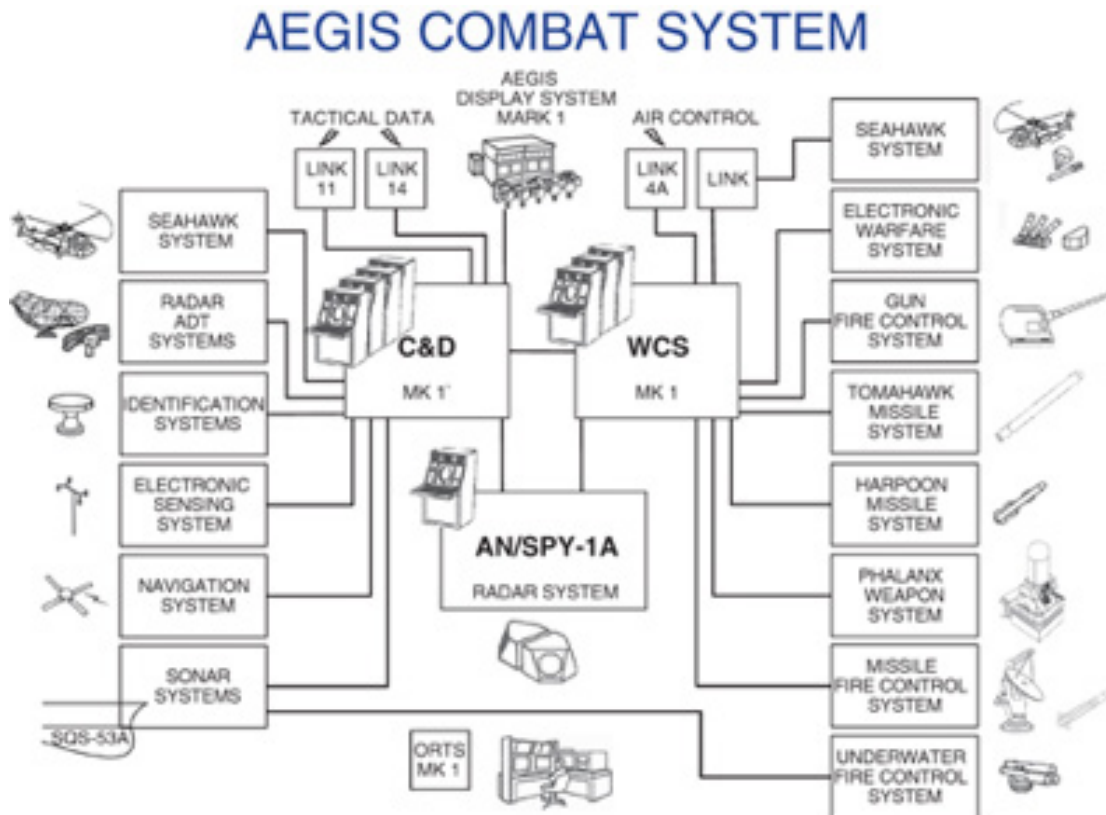 AEGIS COMBAT SYSTEM
AEGIS
DISPLAY SYSTEM
MARK 1
TACTICAL DATA
AIR CONTROL
LINK
11
LINK
14
LINK
4A
LINK
SEAHAWK
SYSTEM
RADAR
ADT
SYSTEMS
IDENTIFICATION
SYSTEMS
ELECTRONIC
SENSING
SYSTEM
NAVIGATION
SYSTEM
SONAR
SYSTEMS
SQS-53A
C&D
MK 1
WCS
MK 1
AN/SPY-1A
RADAR SYSTEM
ORTS
MK 1
SEAHAWK
SYSTEM
ELECTRONIC
WARFARE
SYSTEM
GUN
FIRE CONTROL
SYSTEM
TOMAHAWK
MISSILE
SYSTEM
HARPOON
MISSILE
SYSTEM
PHALANX
WEAPON
SYSTEM
MISSILE
FIRE CONTROL
SYSTEM
UNDERWATER
FIRE CONTROL
SYSTEM